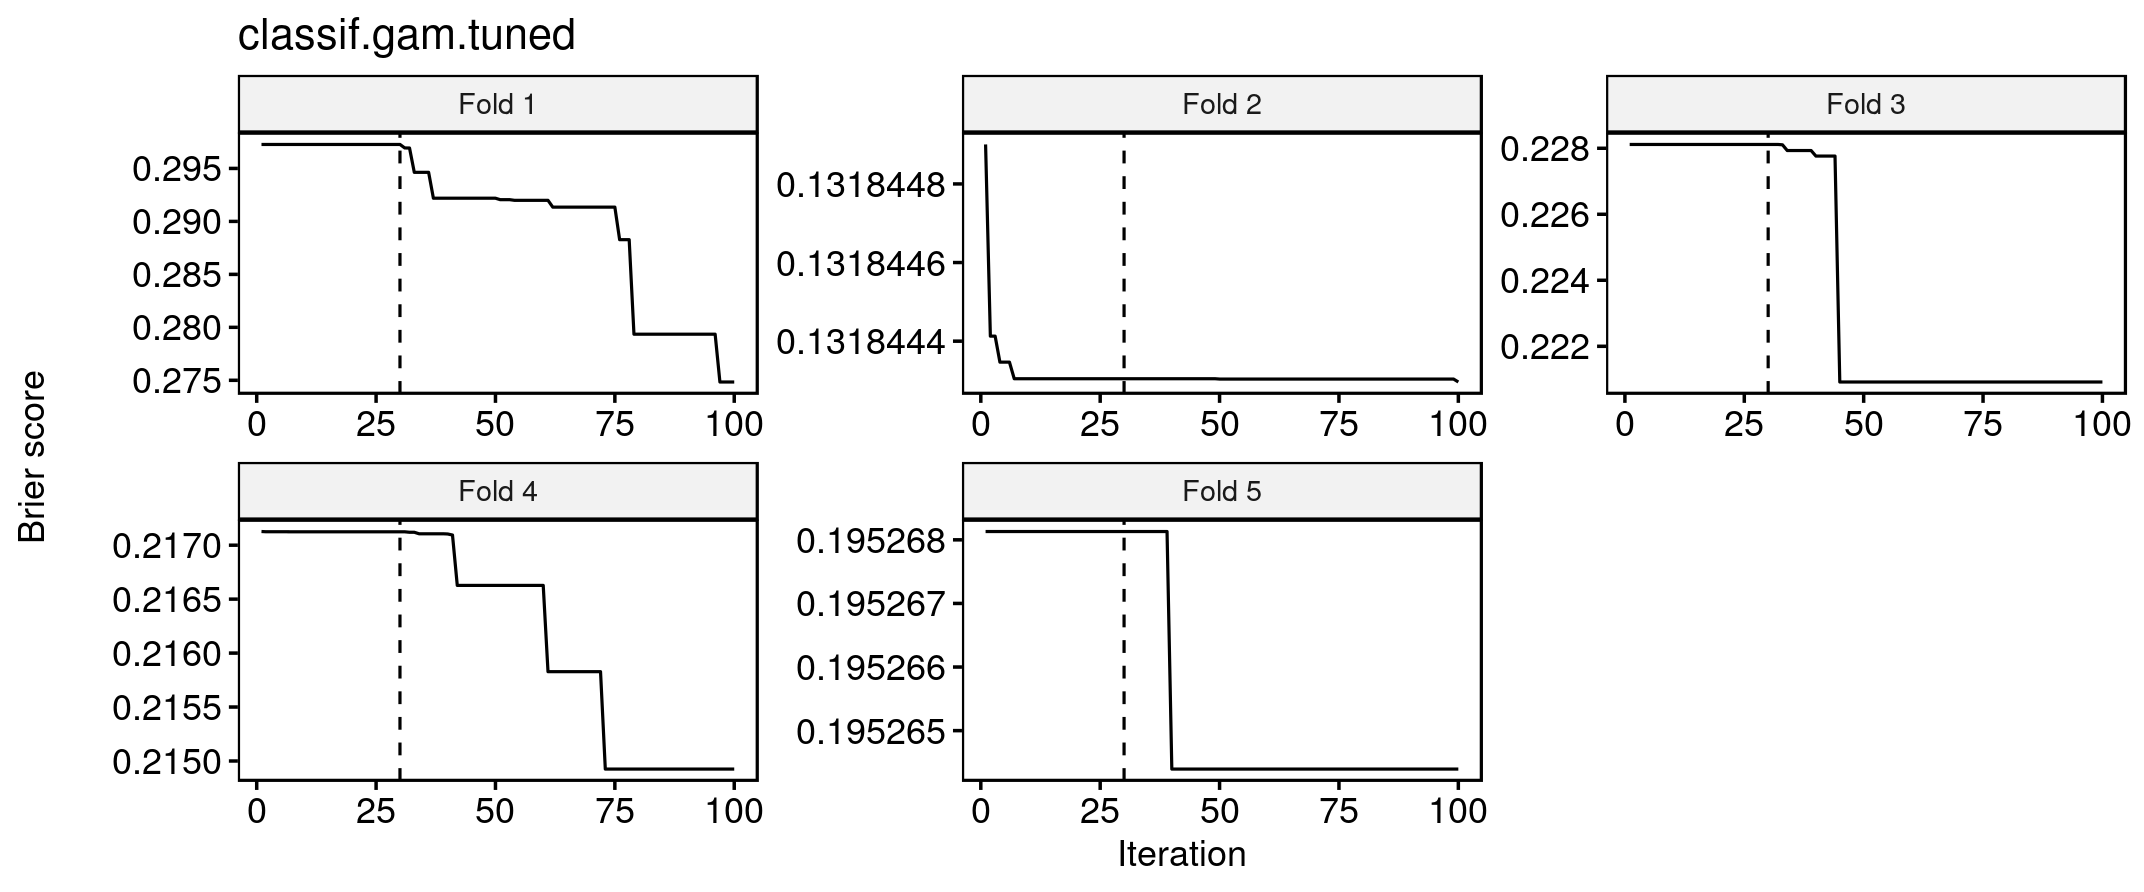 classif.gam.tuned
Fold 1
Fold 2
Fold 3
0.295
0.290
0.285
0.280
0.275
0.1318448
0.1318446
0.1318444
0.228
0.226
0.224
0.222
0 25 50 75 100
0 25 50 75 100
0 25 50 75 100
Brier score
Fold 4
Fold 5
0.2170
0.2165
0.2160
0.2155
0.2150
0.195268
0.195267
0.195266
0.195265
0 25 50 75 100
0 25 50 75 100
Iteration